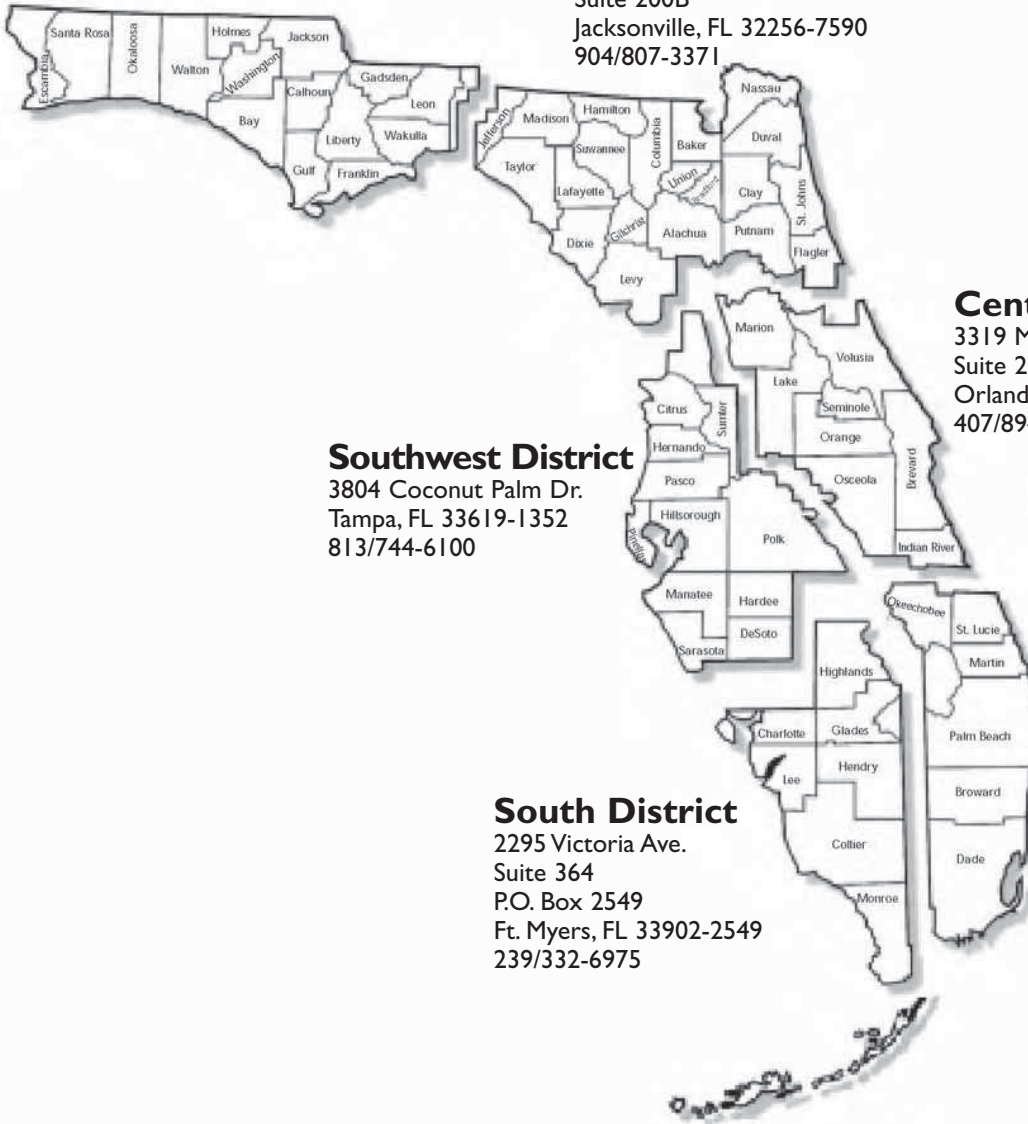 Suite 200B
Jacksonville, FL 32256-7590
904/807-3371
Escambia
Santa Rosa
Okaloosa
Walton
Holmes
Washington
Jackson
Bay
Calhoun
Gulf
Liberty
Gadsden
Franklin
Leon
Wakulla
Jefferson
Madison
Taylor
Hamilton
Suwannee
Lafayette
Dixie
Columbia
Gilchrist
Levy
Baker
Union
Bradford
Alachua
Nassau
Duval
Clay
Putnam
St. Johns
Flagler
Cent
3319 M
Suite 2
Orland
407/89
Marion
Volusia
Lake
Seminole
Orange
Osceola
Brevard
Indian River
Southwest District
3804 Coconut Palm Dr.
Tampa, FL 33619-1352
813/744-6100
Citrus
Sumter
Hernando
Pasco
Hillsorough
Pinellas
Polk
Manatee
Hardee
Sarasota
DeSoto
Okeechobee
St. Lucie
Martin
Palm Beach
Broward
Dade
Highlands
Charlotte
Glades
Lee
Hendry
Collier
Monroe
South District
2295 Victoria Ave.
Suite 364
P.O. Box 2549
Ft. Myers, FL 33902-2549
239/332-6975